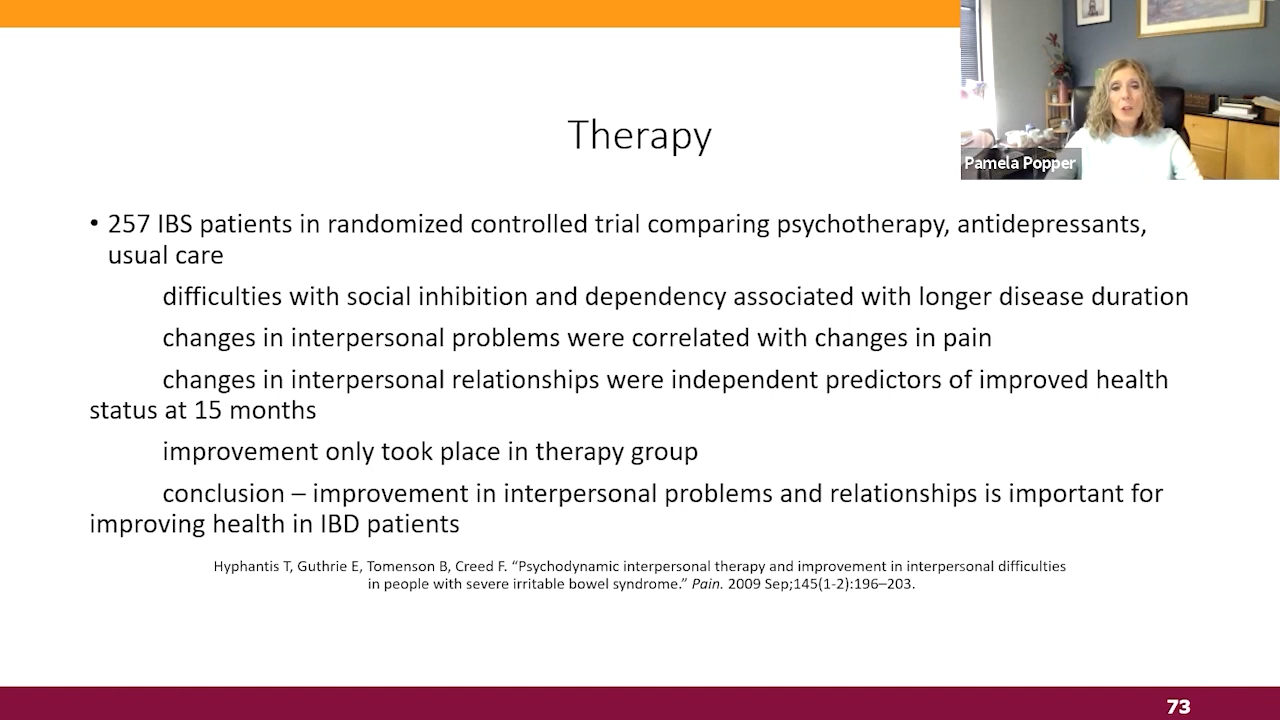 Pamela Popper
Therapy
• 257 IBS patients in randomized controlled trial comparing psychotherapy, antidepressants,
usual care
difficulties with social inhibition and dependency associated with longer disease duration
changes in interpersonal problems were correlated with changes in pain
changes in interpersonal relationships were independent predictors of improved health
status at 15 months
improvement only took place in therapy group
conclusion – improvement in interpersonal problems and relationships is important for
improving health in IBD patients
Hyphantis T, Guthrie E, Tomenson B, Creed F. “Psychodynamic interpersonal therapy and improvement in interpersonal difficulties
in people with severe irritable bowel syndrome.” Pain. 2009 Sep;145(1-2):196–203.
73